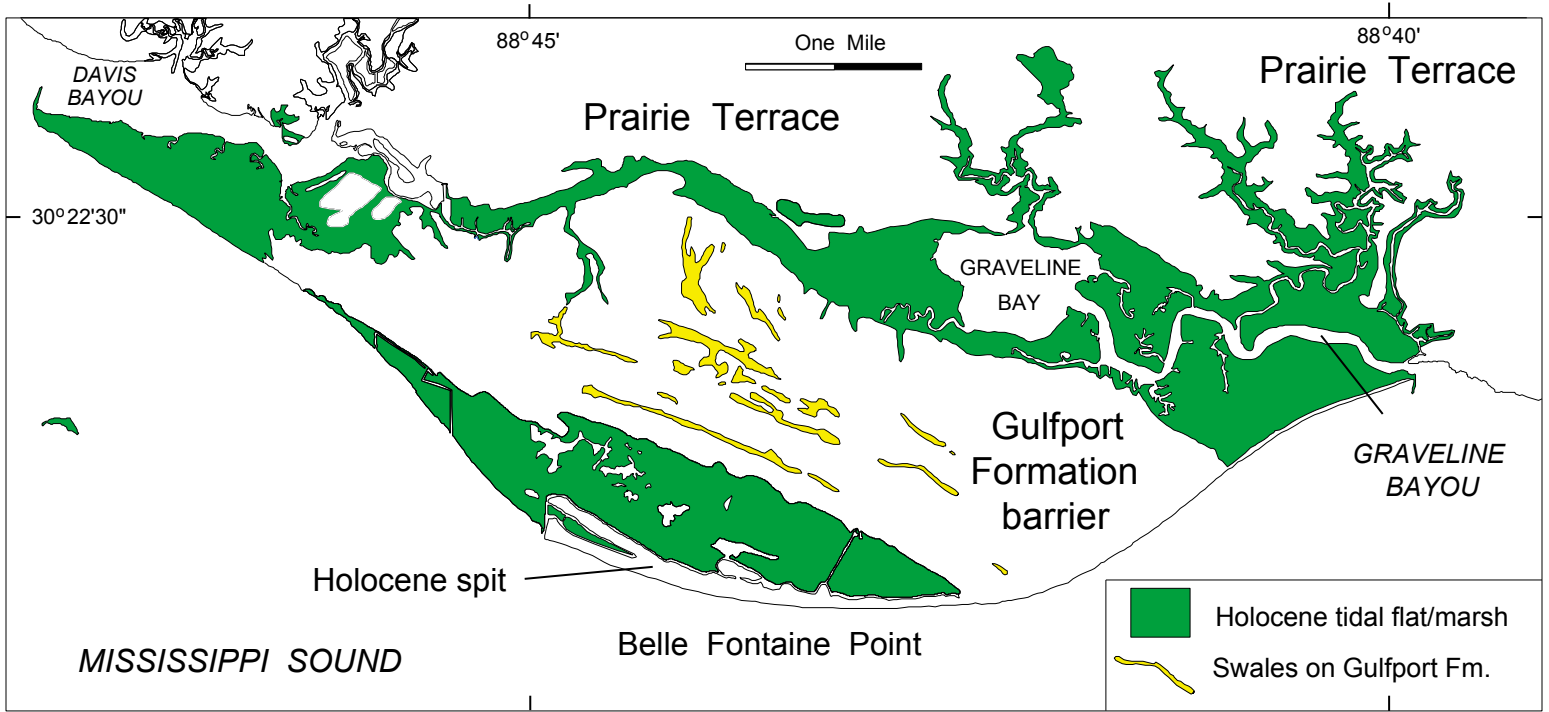 88°45'
88°40'
One Mile
DAVIS
BAYOU
Prairie Terrace
Prairie Terrace
30°22'30"
GRAVELINE
BAY
Gulfport
Formation
barrier
GRAVELINE
BAYOU
Holocene spit
Belle Fontaine Point
MISSISSIPPI SOUND
Holocene tidal flat/marsh
Swales on Gulfport Fm.